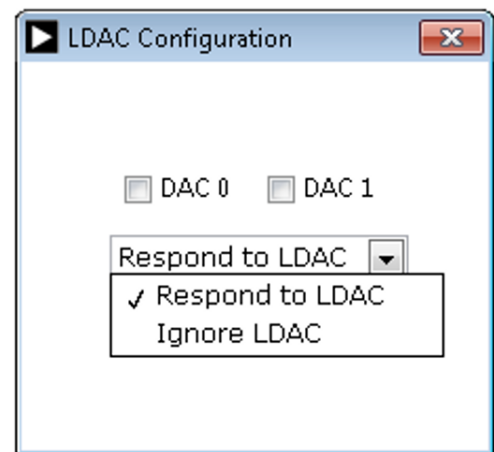 LDAC Configuration
DAC 0 DAC 1
Respond to LDAC
Respond to LDAC
Ignore LDAC